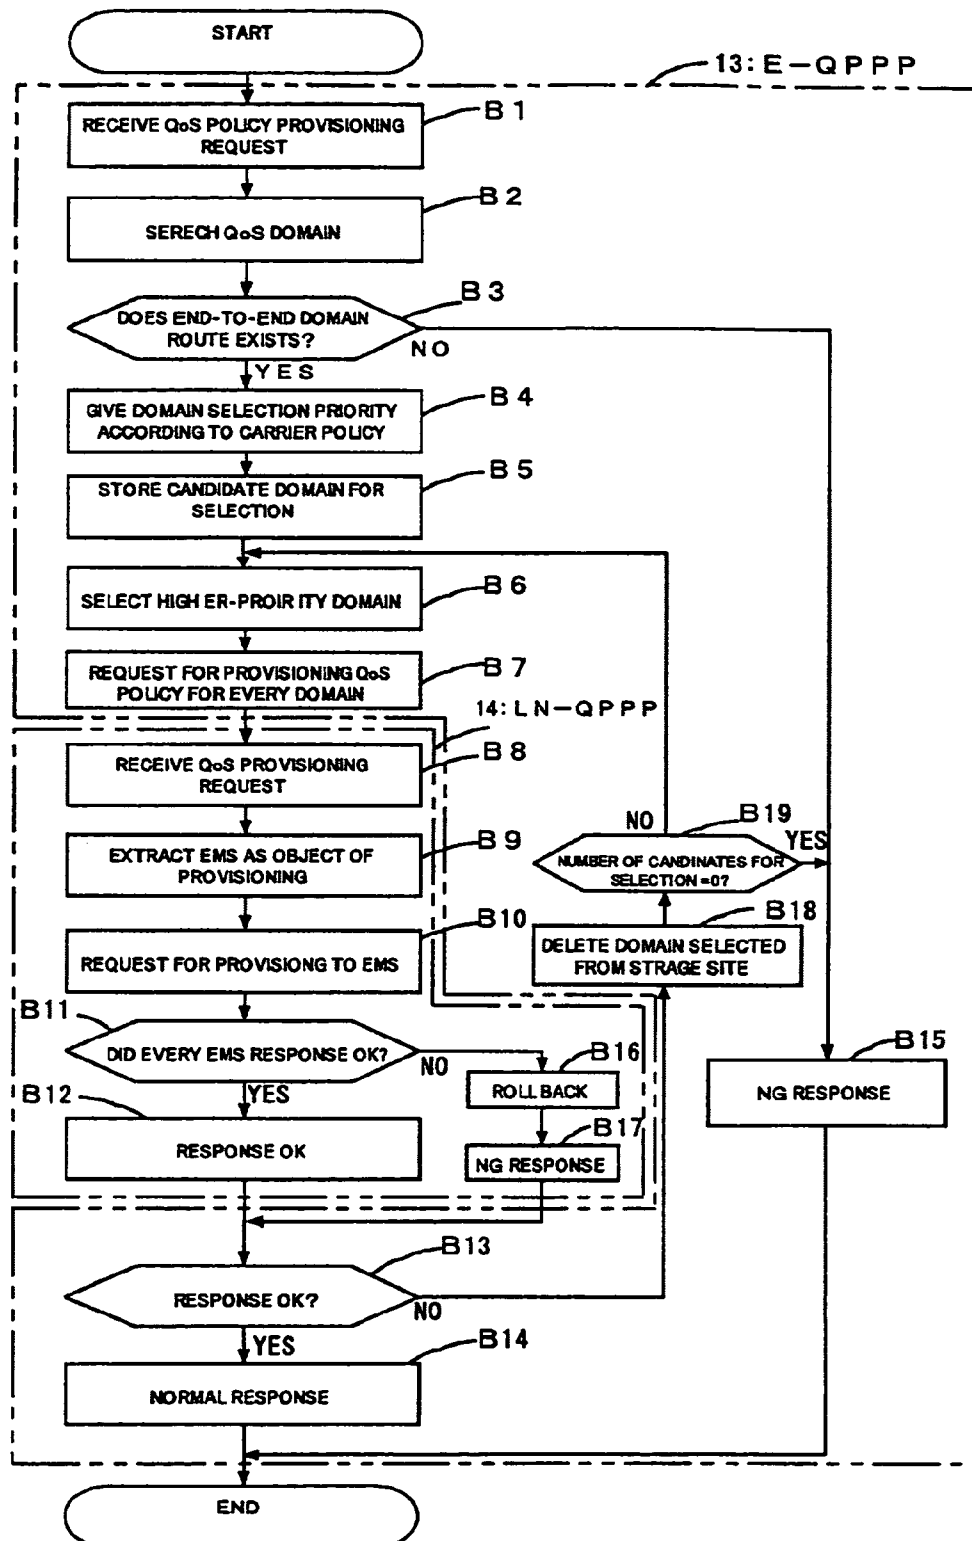 START
13: E-QPPP
B1
RECEIVE QoS POLICY PROVISIONING
REQUEST
B2
SERECH QoS DOMAIN
B3
DOES END-TO-END DOMAIN
ROUTE EXISTS?
NO
YES
B4
GIVE DOMAIN SELECTION PRIORITY
ACCORDING TO CARRIER POLICY
B5
STORE CANDIDATE DOMAIN FOR
SELECTION
B6
SELECT HIGH ER-PROIR ITY DOMAIN
B7
REQUEST FOR PROVISIONING QoS
POLICY FOR EVERY DOMAIN
14: LN-QPPP
B8
RECEIVE QoS PROVISIONING
REQUEST
B9
EXTRACT EMS AS OBJECT OF
PROVISIONING
B10
REQUEST FOR PROVISIONG TO EMS
B11
DID EVERY EMS RESPONSE OK?
NO
YES
B12
RESPONSE OK
B16
ROLL BACK
B17
NG RESPONSE
B13
RESPONSE OK?
NO
YES
B14
NORMAL RESPONSE
B19
NO
YES
NUMBER OF CANDINATES FOR
SELECTION =0?
B18
DELETE DOMAIN SELECTED
FROM STRAGE SITE
B15
NG RESPONSE
END